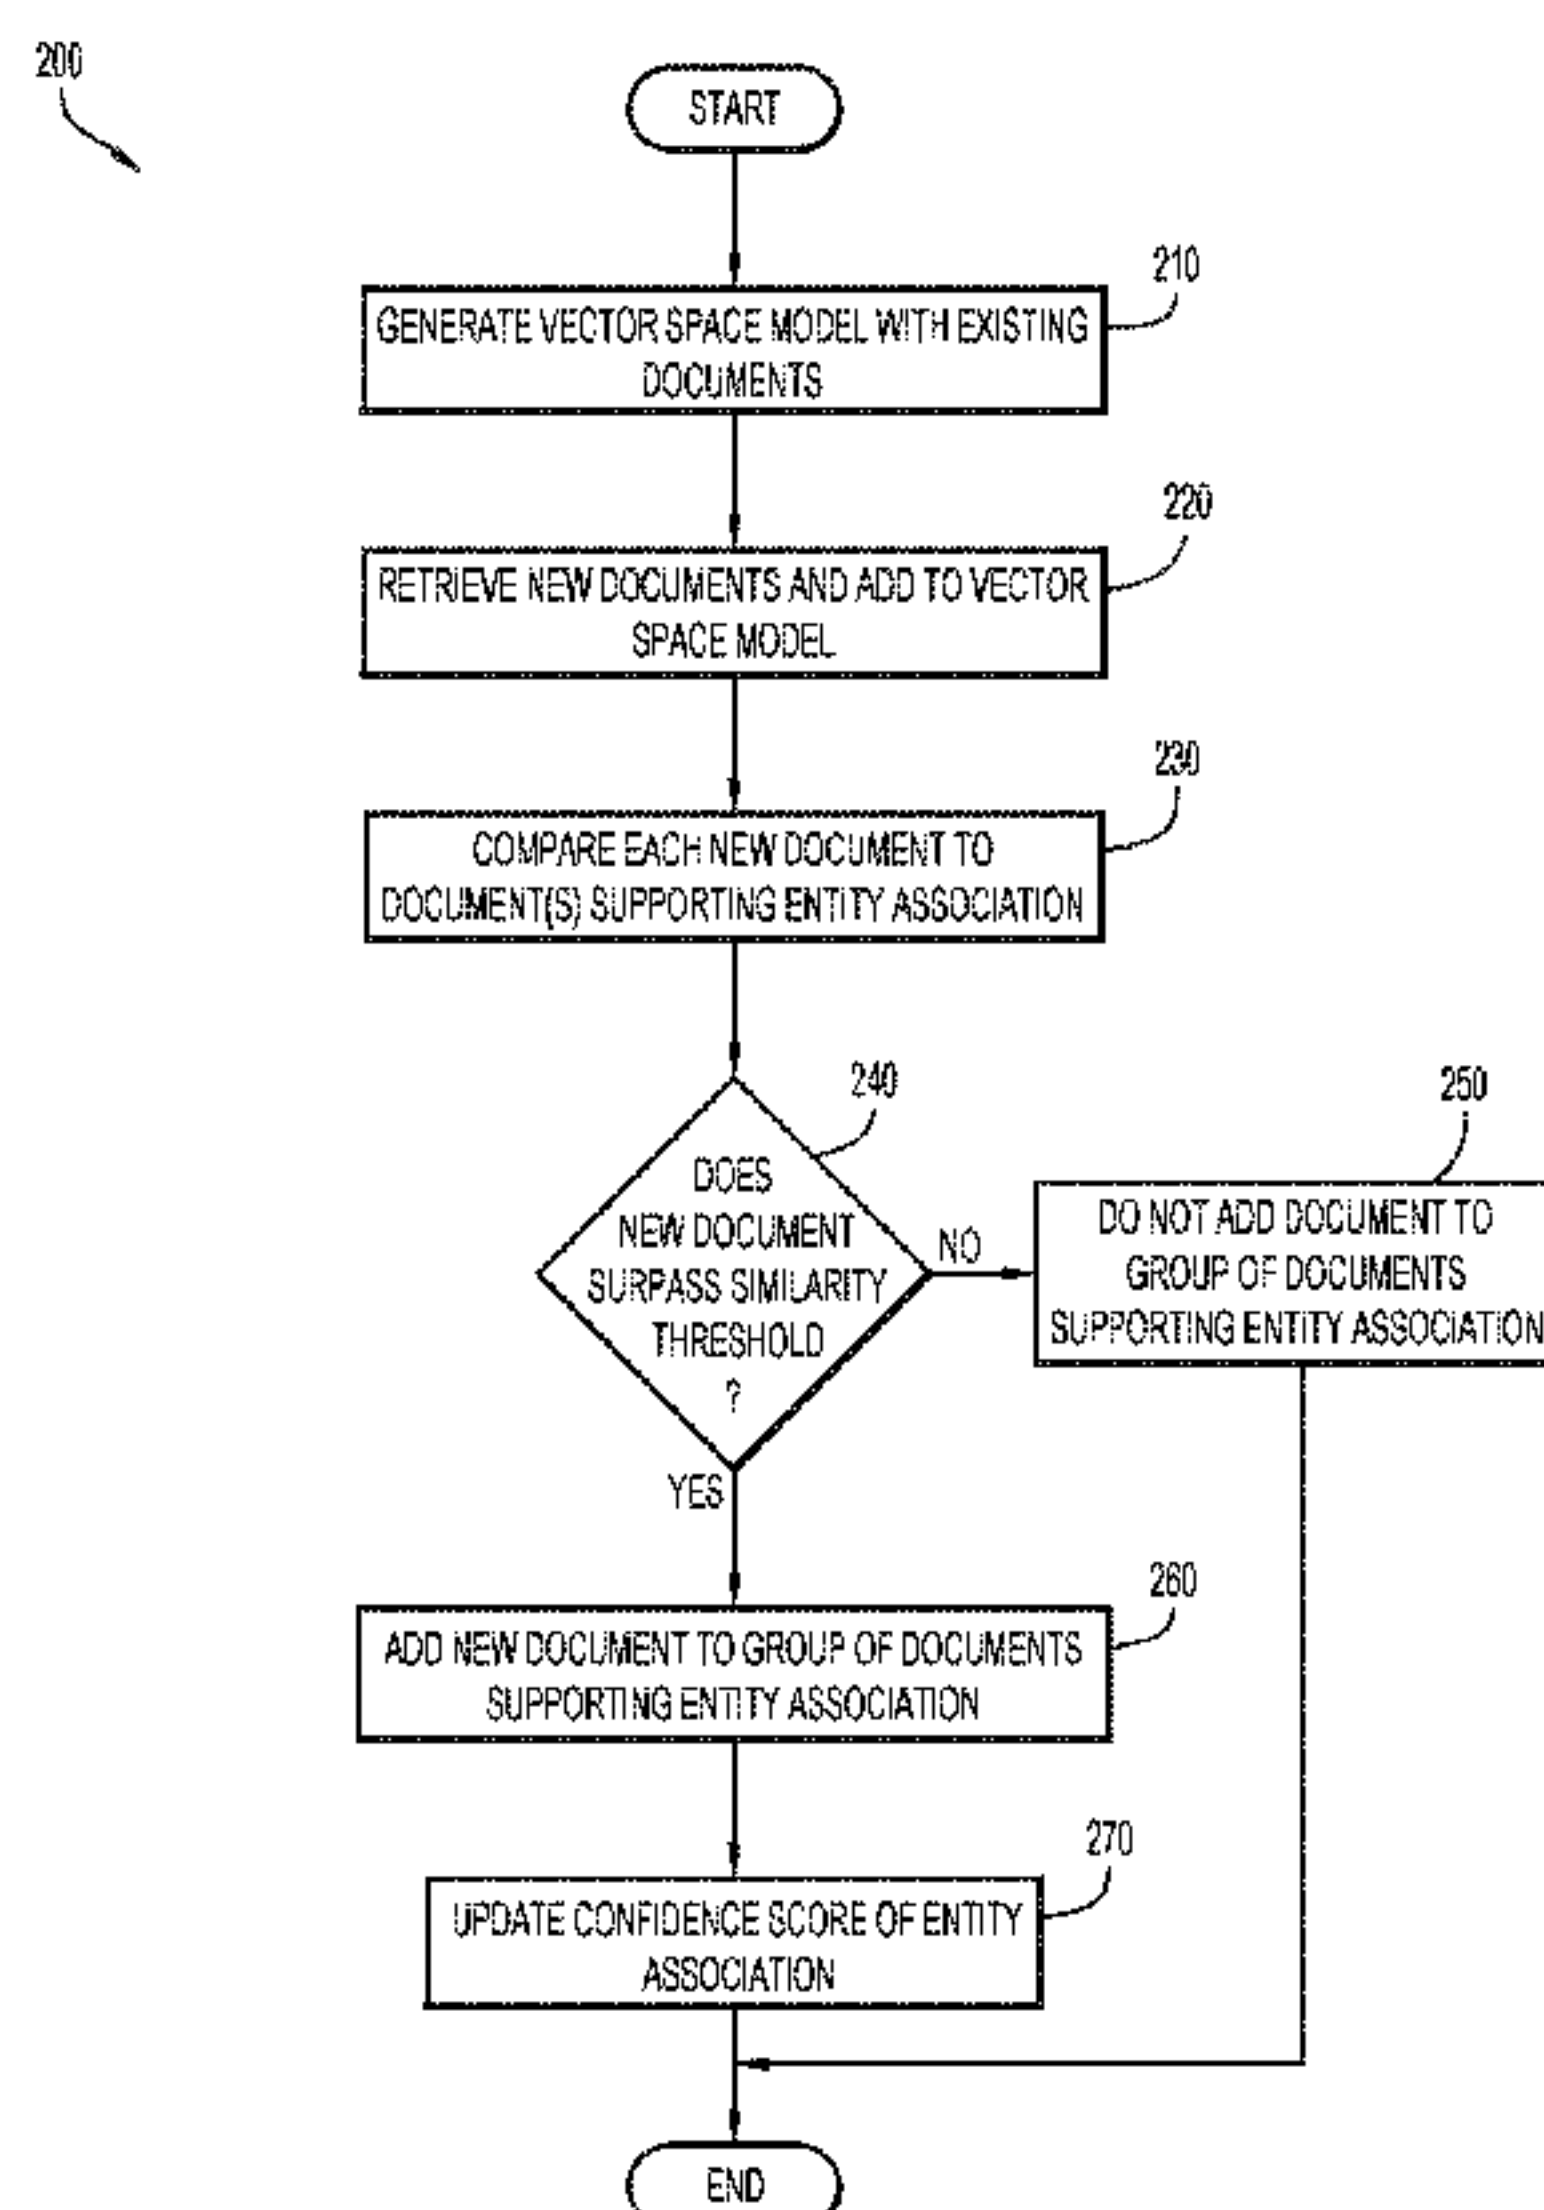 200
START
210
GENERATE VECTOR SPACE MODEL WITH EXISTING
DOCUMENTS
220
RETRIEVE NEW DOCUMENTS AND ADD TO VECTOR
SPACE MODEL
230
COMPARE EACH NEW DOCUMENT TO
DOCUMENT(S) SUPPORTING ENTITY ASSOCIATION
240
DOES
NEW DOCUMENT
SURPASS SIMILARITY
THRESHOLD
?
NO
250
DO NOT ADD DOCUMENT TO
GROUP OF DOCUMENTS
SUPPORTING ENTITY ASSOCIATION
YES
260
ADD NEW DOCUMENT TO GROUP OF DOCUMENTS
SUPPORTING ENTITY ASSOCIATION
270
UPDATE CONFIDENCE SCORE OF ENTITY
ASSOCIATION
END